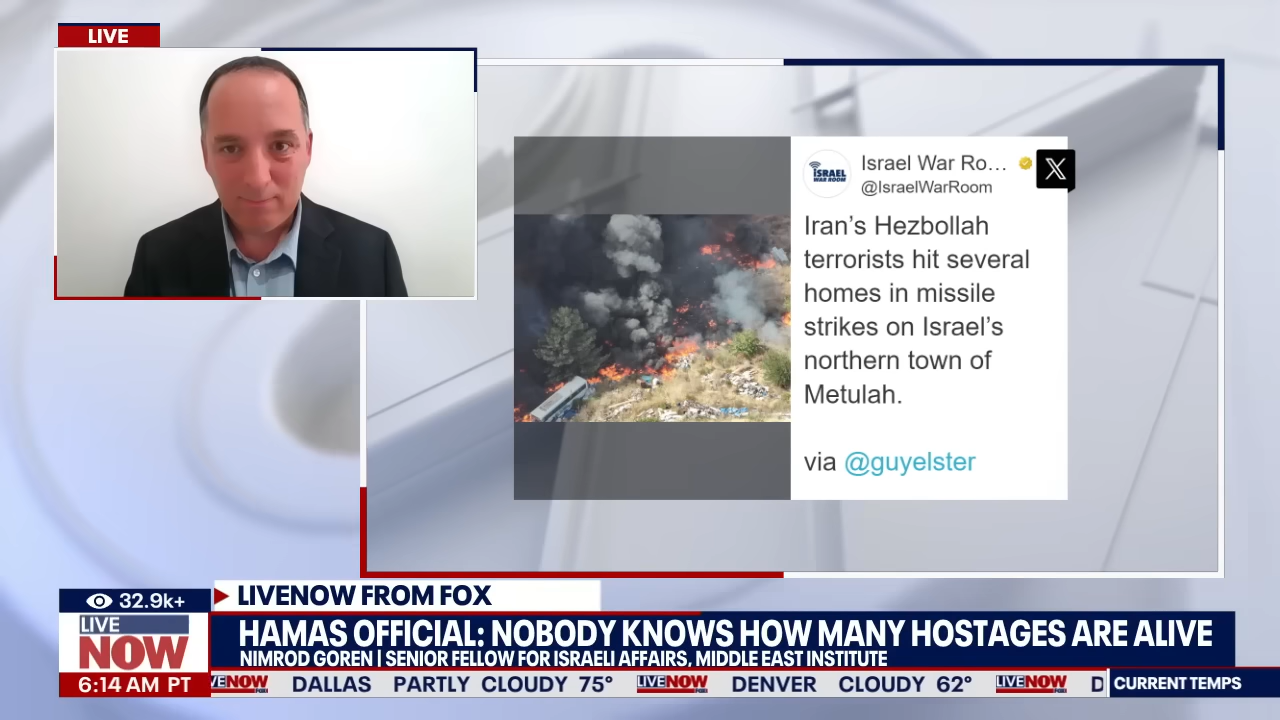 LIVE
ISRAEL
WAR ROOM
Israel War Ro...
@IsraelWarRoom
X
Iran’s Hezbollah
terrorists hit several
homes in missile
strikes on Israel’s
northern town of
Metulah.
via @guyelster
32.9k+
LIVENOW FROM FOX
LIVE
NOW
HAMAS OFFICIAL: NOBODY KNOWS HOW MANY HOSTAGES ARE ALIVE
NIMROD GOREN | SENIOR FELLOW FOR ISRAELI AFFAIRS, MIDDLE EAST INSTITUTE
6:14 AM PT
VENOW DALLAS PARTLY CLOUDY 75° LIVENOW DENVER CLOUDY 62° LIVENOW D CURRENT TEMPS